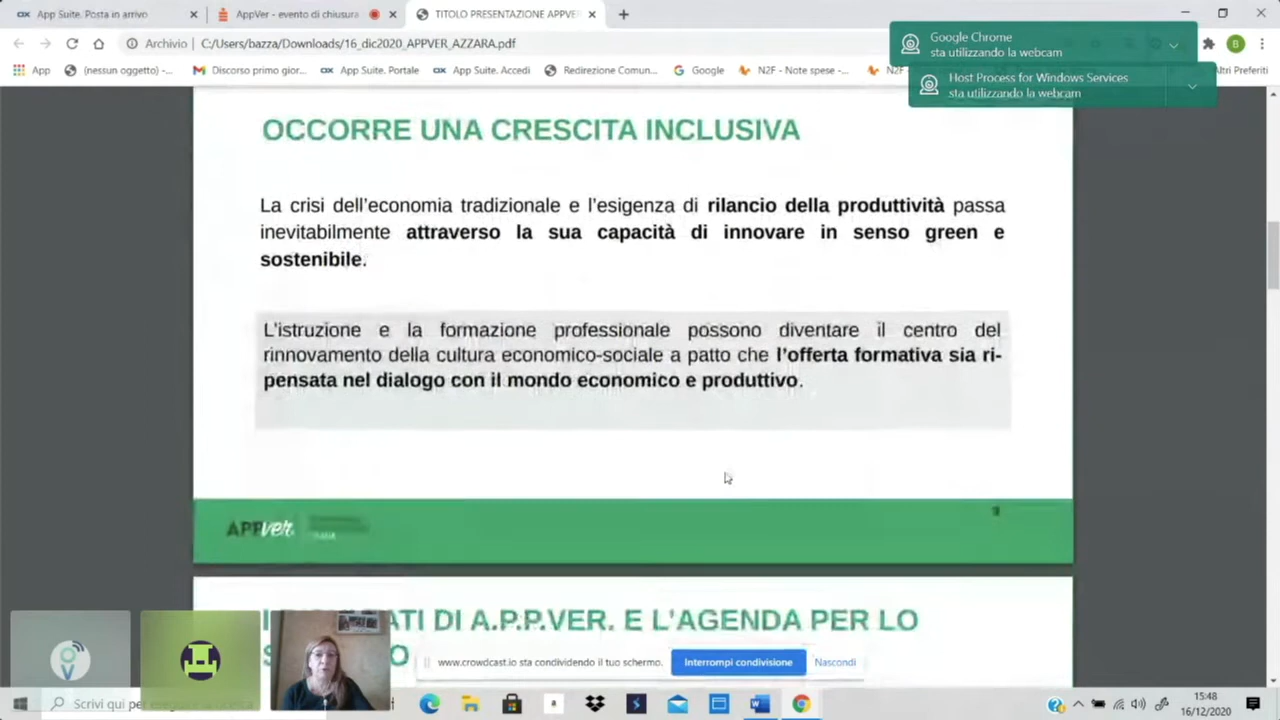 App Suite. Posta in arrivo
AppVer - evento di chiusura
TITOLO PRESENTAZIONE APPVER
Archivio
C:/Users/bazza/Downloads/16_dic2020_APPVER_AZZARA.pdf
Google Chrome
sta utilizzando la webcam
B
App
(nessun oggetto) -...
Discorso primo gior...
App Suite. Portale
App Suite. Accedi
Redirezione Comun...
Google
N2F - Note spese -...
N2F -
ltri Preferiti
Host Process for Windows Services
sta utilizzando la webcam
OCCORRE UNA CRESCITA INCLUSIVA
La crisi dell'economia tradizionale e l'esigenza di rilancio della produttività passa
inevitabilmente attraverso la sua capacità di innovare in senso green e
sostenibile.
L'istruzione e la formazione professionale possono diventare il centro del
rinnovamento della cultura economico-sociale a patto che l'offerta formativa sia ri-
pensata nel dialogo con il mondo economico e produttivo.
APPver
ATI DI A.P.P.VER. E L'AGENDA PER LO
www.crowdcast.io sta condividendo il tuo schermo.
Interrompi condivisione
Nascondi
Scrivi qui per
15:48
16/12/2020